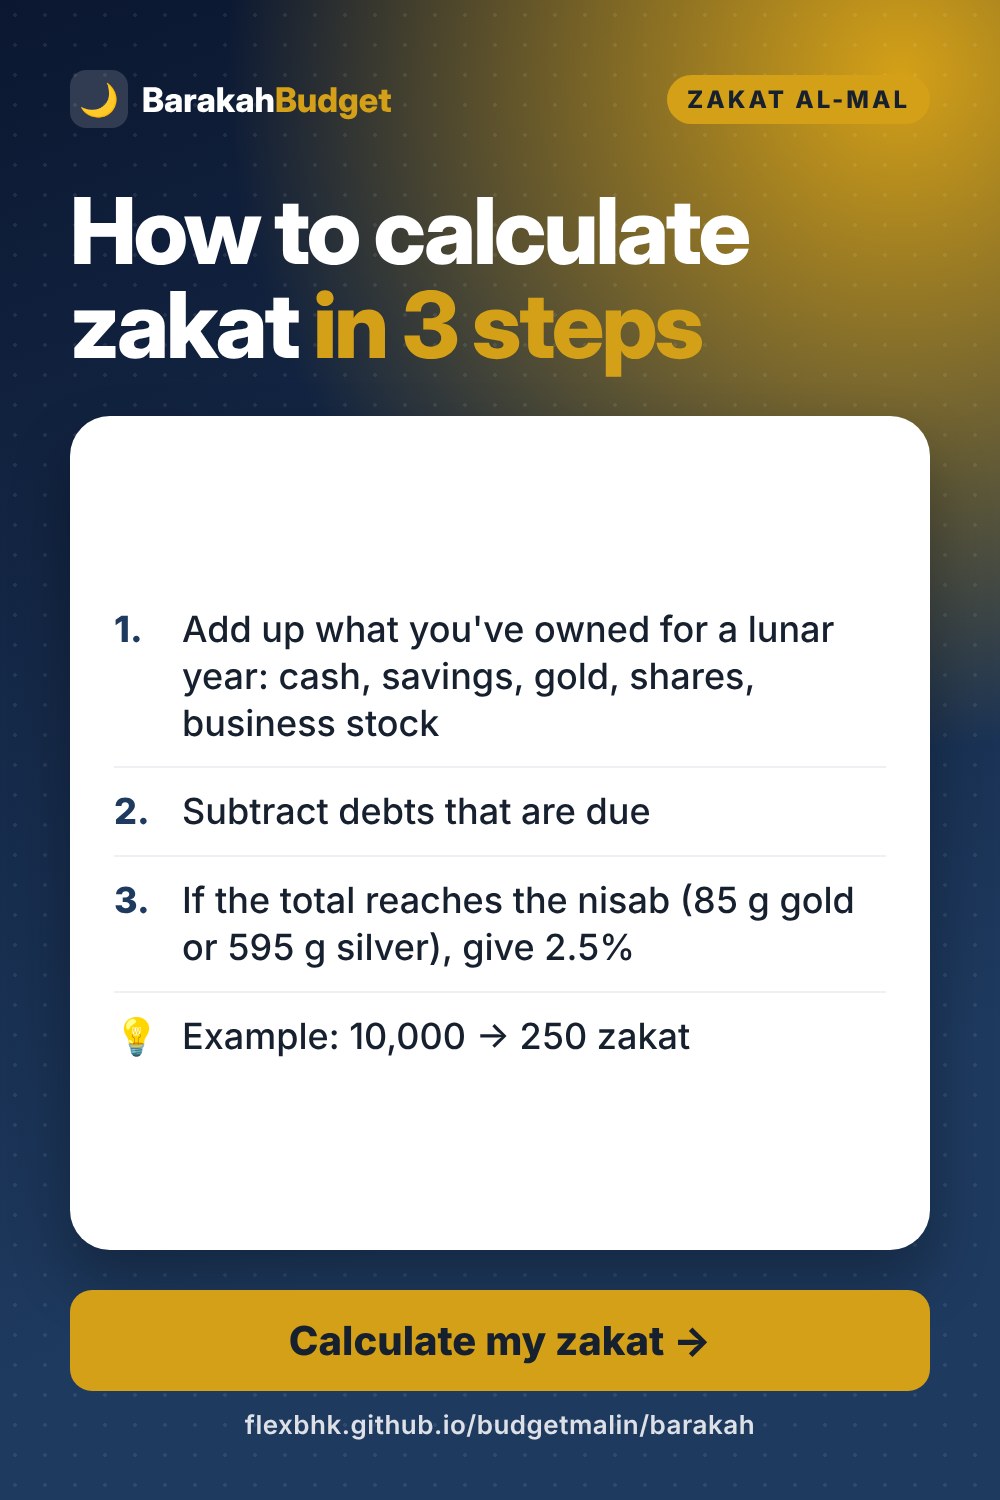 BarakahBudget
ZAKAT AL-MAL
How to calculate
zakat in 3 steps
1. Add up what you've owned for a lunar
year: cash, savings, gold, shares,
business stock
2. Subtract debts that are due
3. If the total reaches the nisab (85 g gold
or 595 g silver), give 2.5%
💡 Example: 10,000 → 250 zakat
Calculate my zakat →
flexbhk.github.io/budgetmalin/barakah